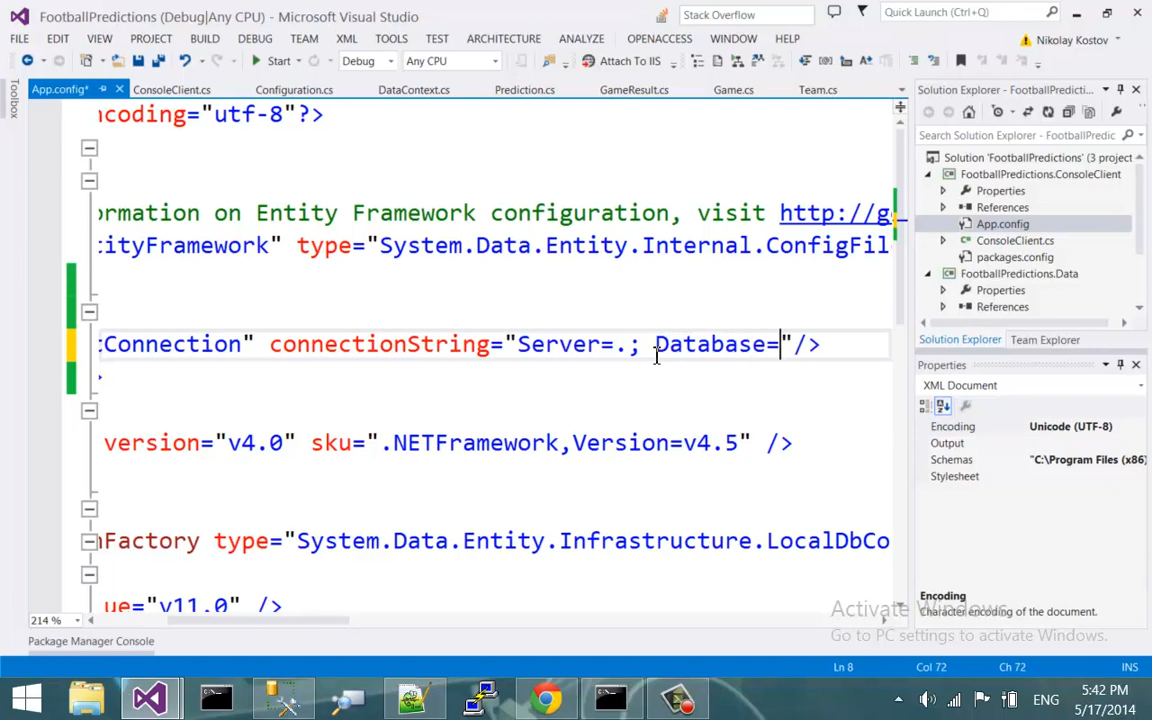 FootballPredictions (Debug|Any CPU) - Microsoft Visual Studio
Stack Overflow
Quick Launch (Ctrl+Q)
FILE EDIT VIEW PROJECT BUILD DEBUG TEAM XML TOOLS TEST ARCHITECTURE ANALYZE OPENACCESS WINDOW HELP
Nikolay Kostov
Start Debug Any CPU Attach To IIS
Toolbox
App.config* ConsoleClient.cs Configuration.cs DataContext.cs Prediction.cs GameResult.cs Game.cs Team.cs
ncoding="utf-8"?>
ormation on Entity Framework configuration, visit http://g
tityFramework" type="System.Data.Entity.Internal.ConfigFil
tConnection" connectionString="Server=.; Database="/>
>
version="v4.0" sku=".NETFramework,Version=v4.5" />
nFactory type="System.Data.Entity.Infrastructure.LocalDbCo
ue="v11.0" />
214 %
Package Manager Console
Solution Explorer - FootballPredicti...
Search Solution Explorer - FootballPredic
Solution 'FootballPredictions' (3 project
FootballPredictions.ConsoleClient
Properties
References
App.config
ConsoleClient.cs
packages.config
FootballPredictions.Data
Properties
References
Solution Explorer Team Explorer
Properties
XML Document
Encoding Unicode (UTF-8)
Output
Schemas "C:\Program Files (x86)
Stylesheet
Encoding
Character encoding of the document.
Activate Windows
Go to PC settings to activate Windows.
Ln 8 Col 72 Ch 72 INS
ENG
5:42 PM
5/17/2014